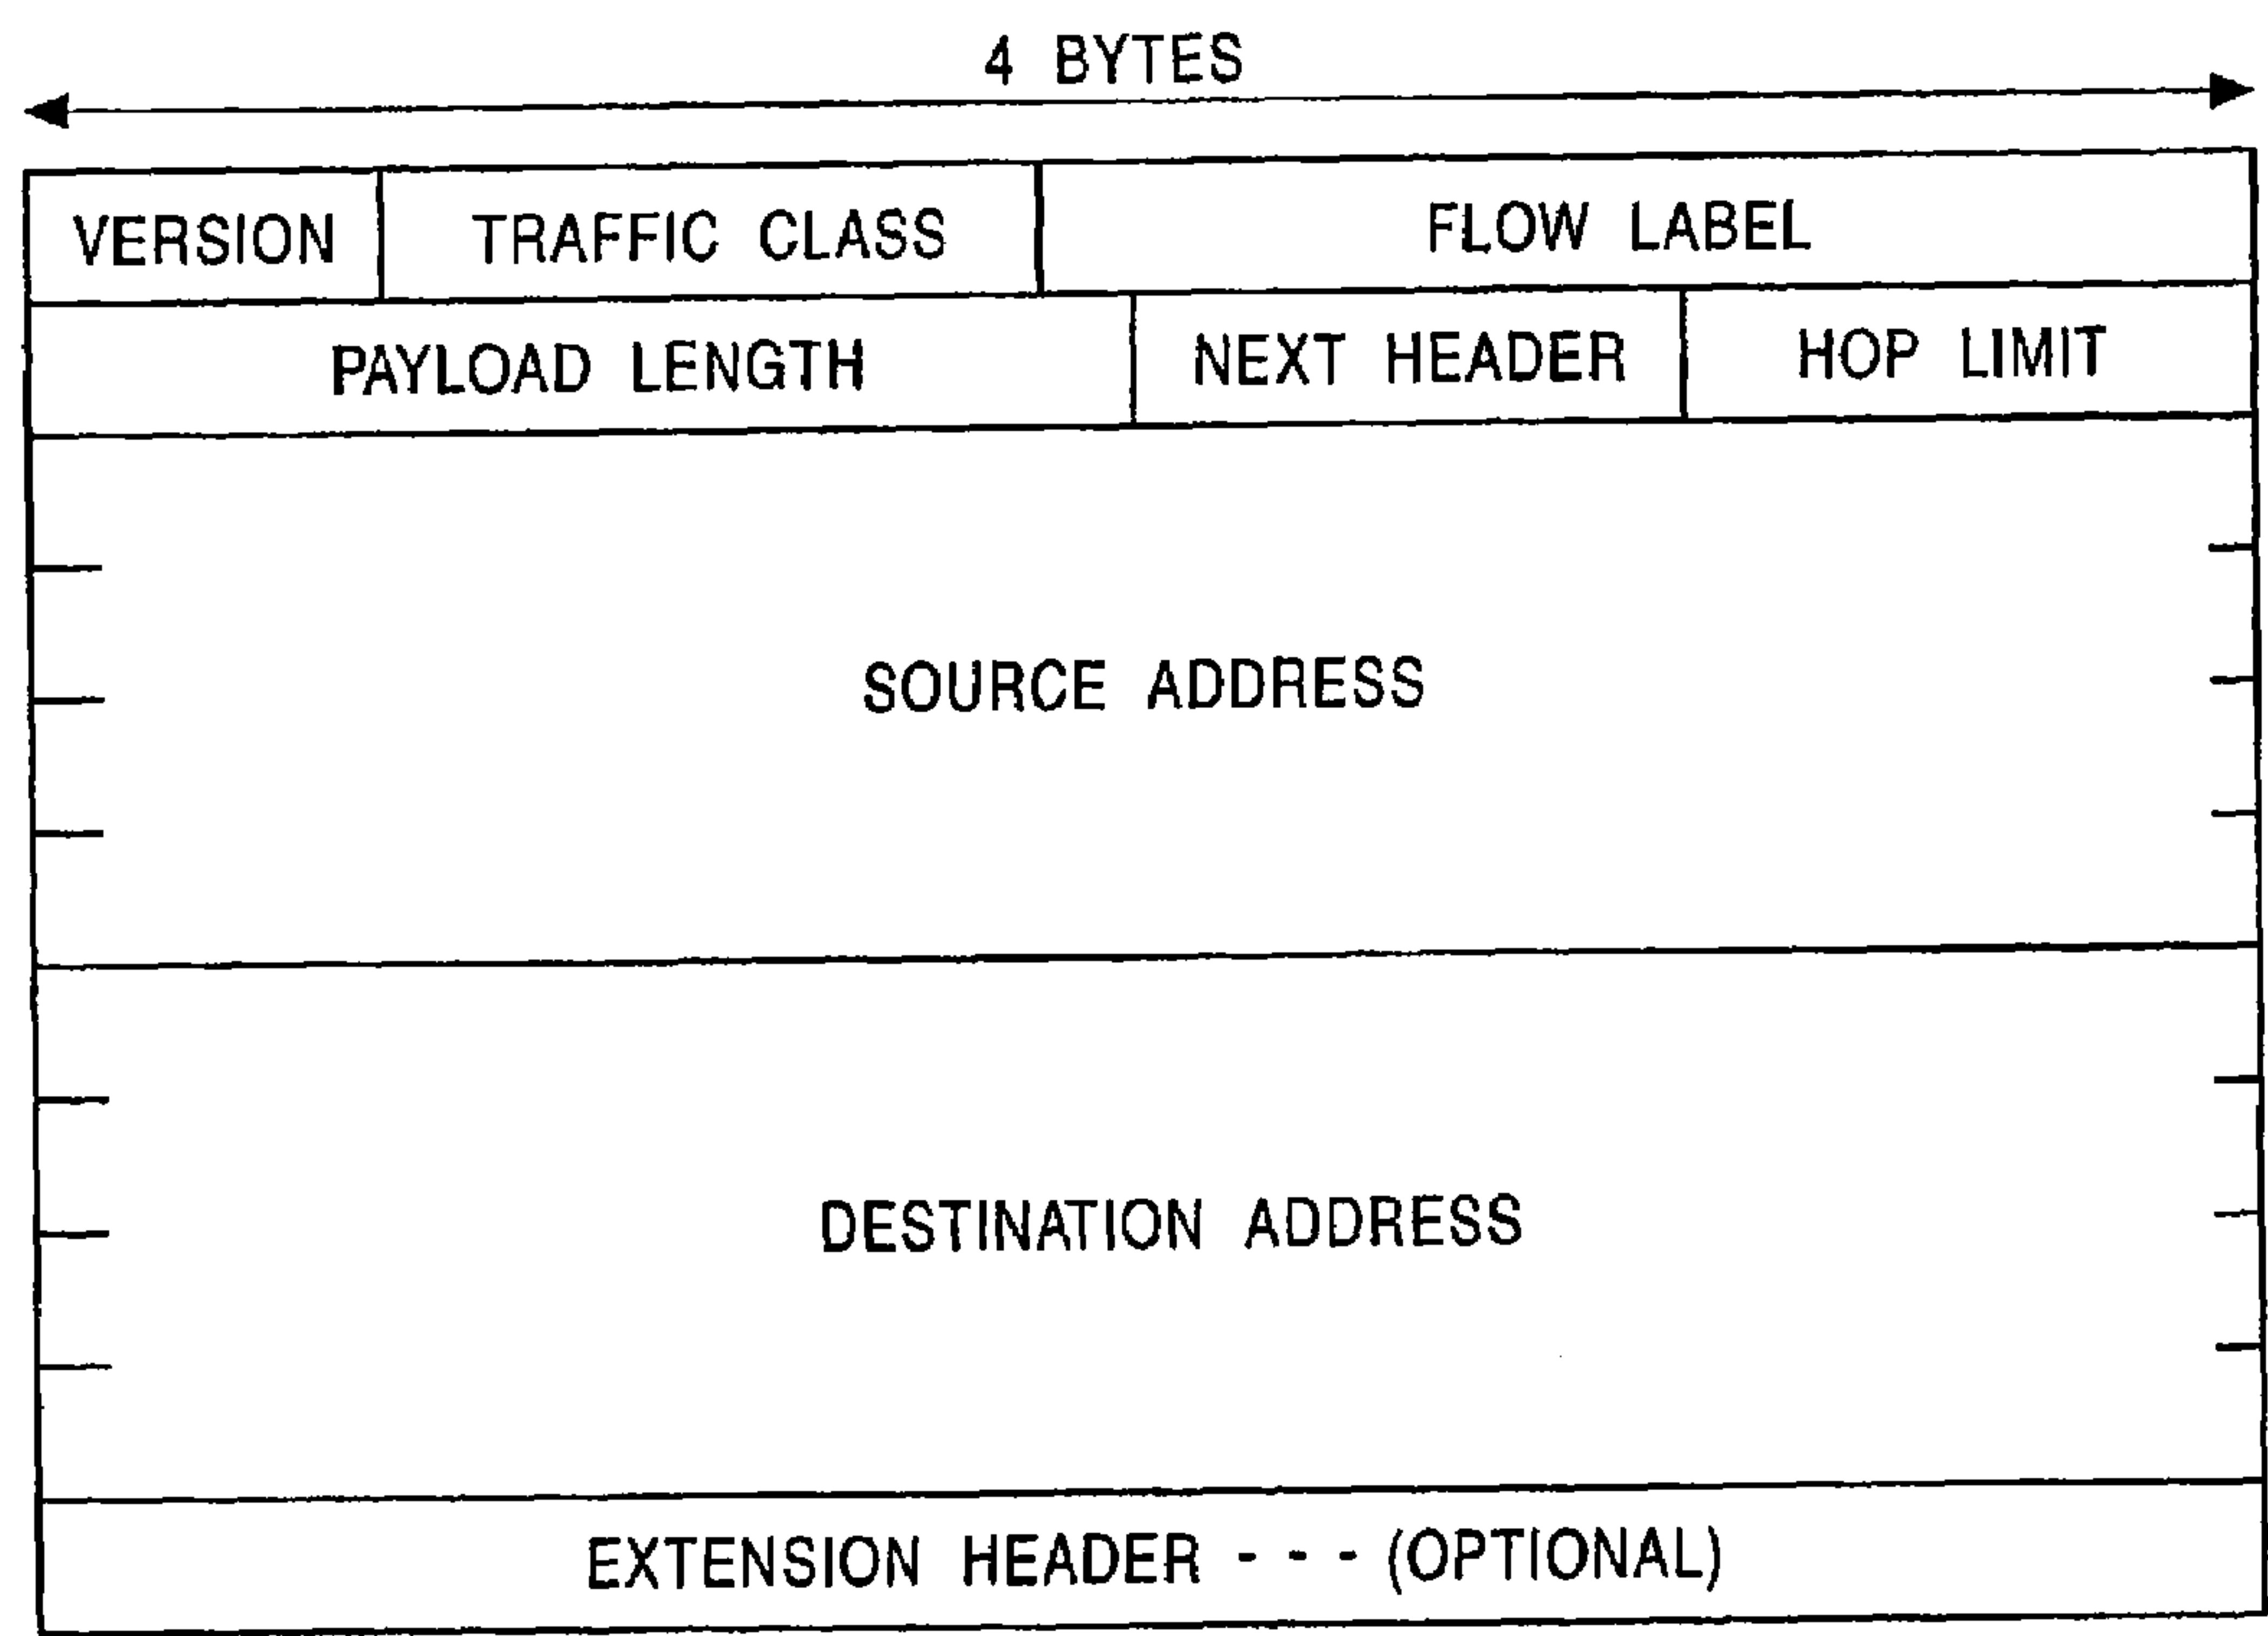 4 BYTES
VERSION TRAFFIC CLASS FLOW LABEL
PAYLOAD LENGTH NEXT HEADER HOP LIMIT
SOURCE ADDRESS
DESTINATION ADDRESS
EXTENSION HEADER - - - (OPTIONAL)